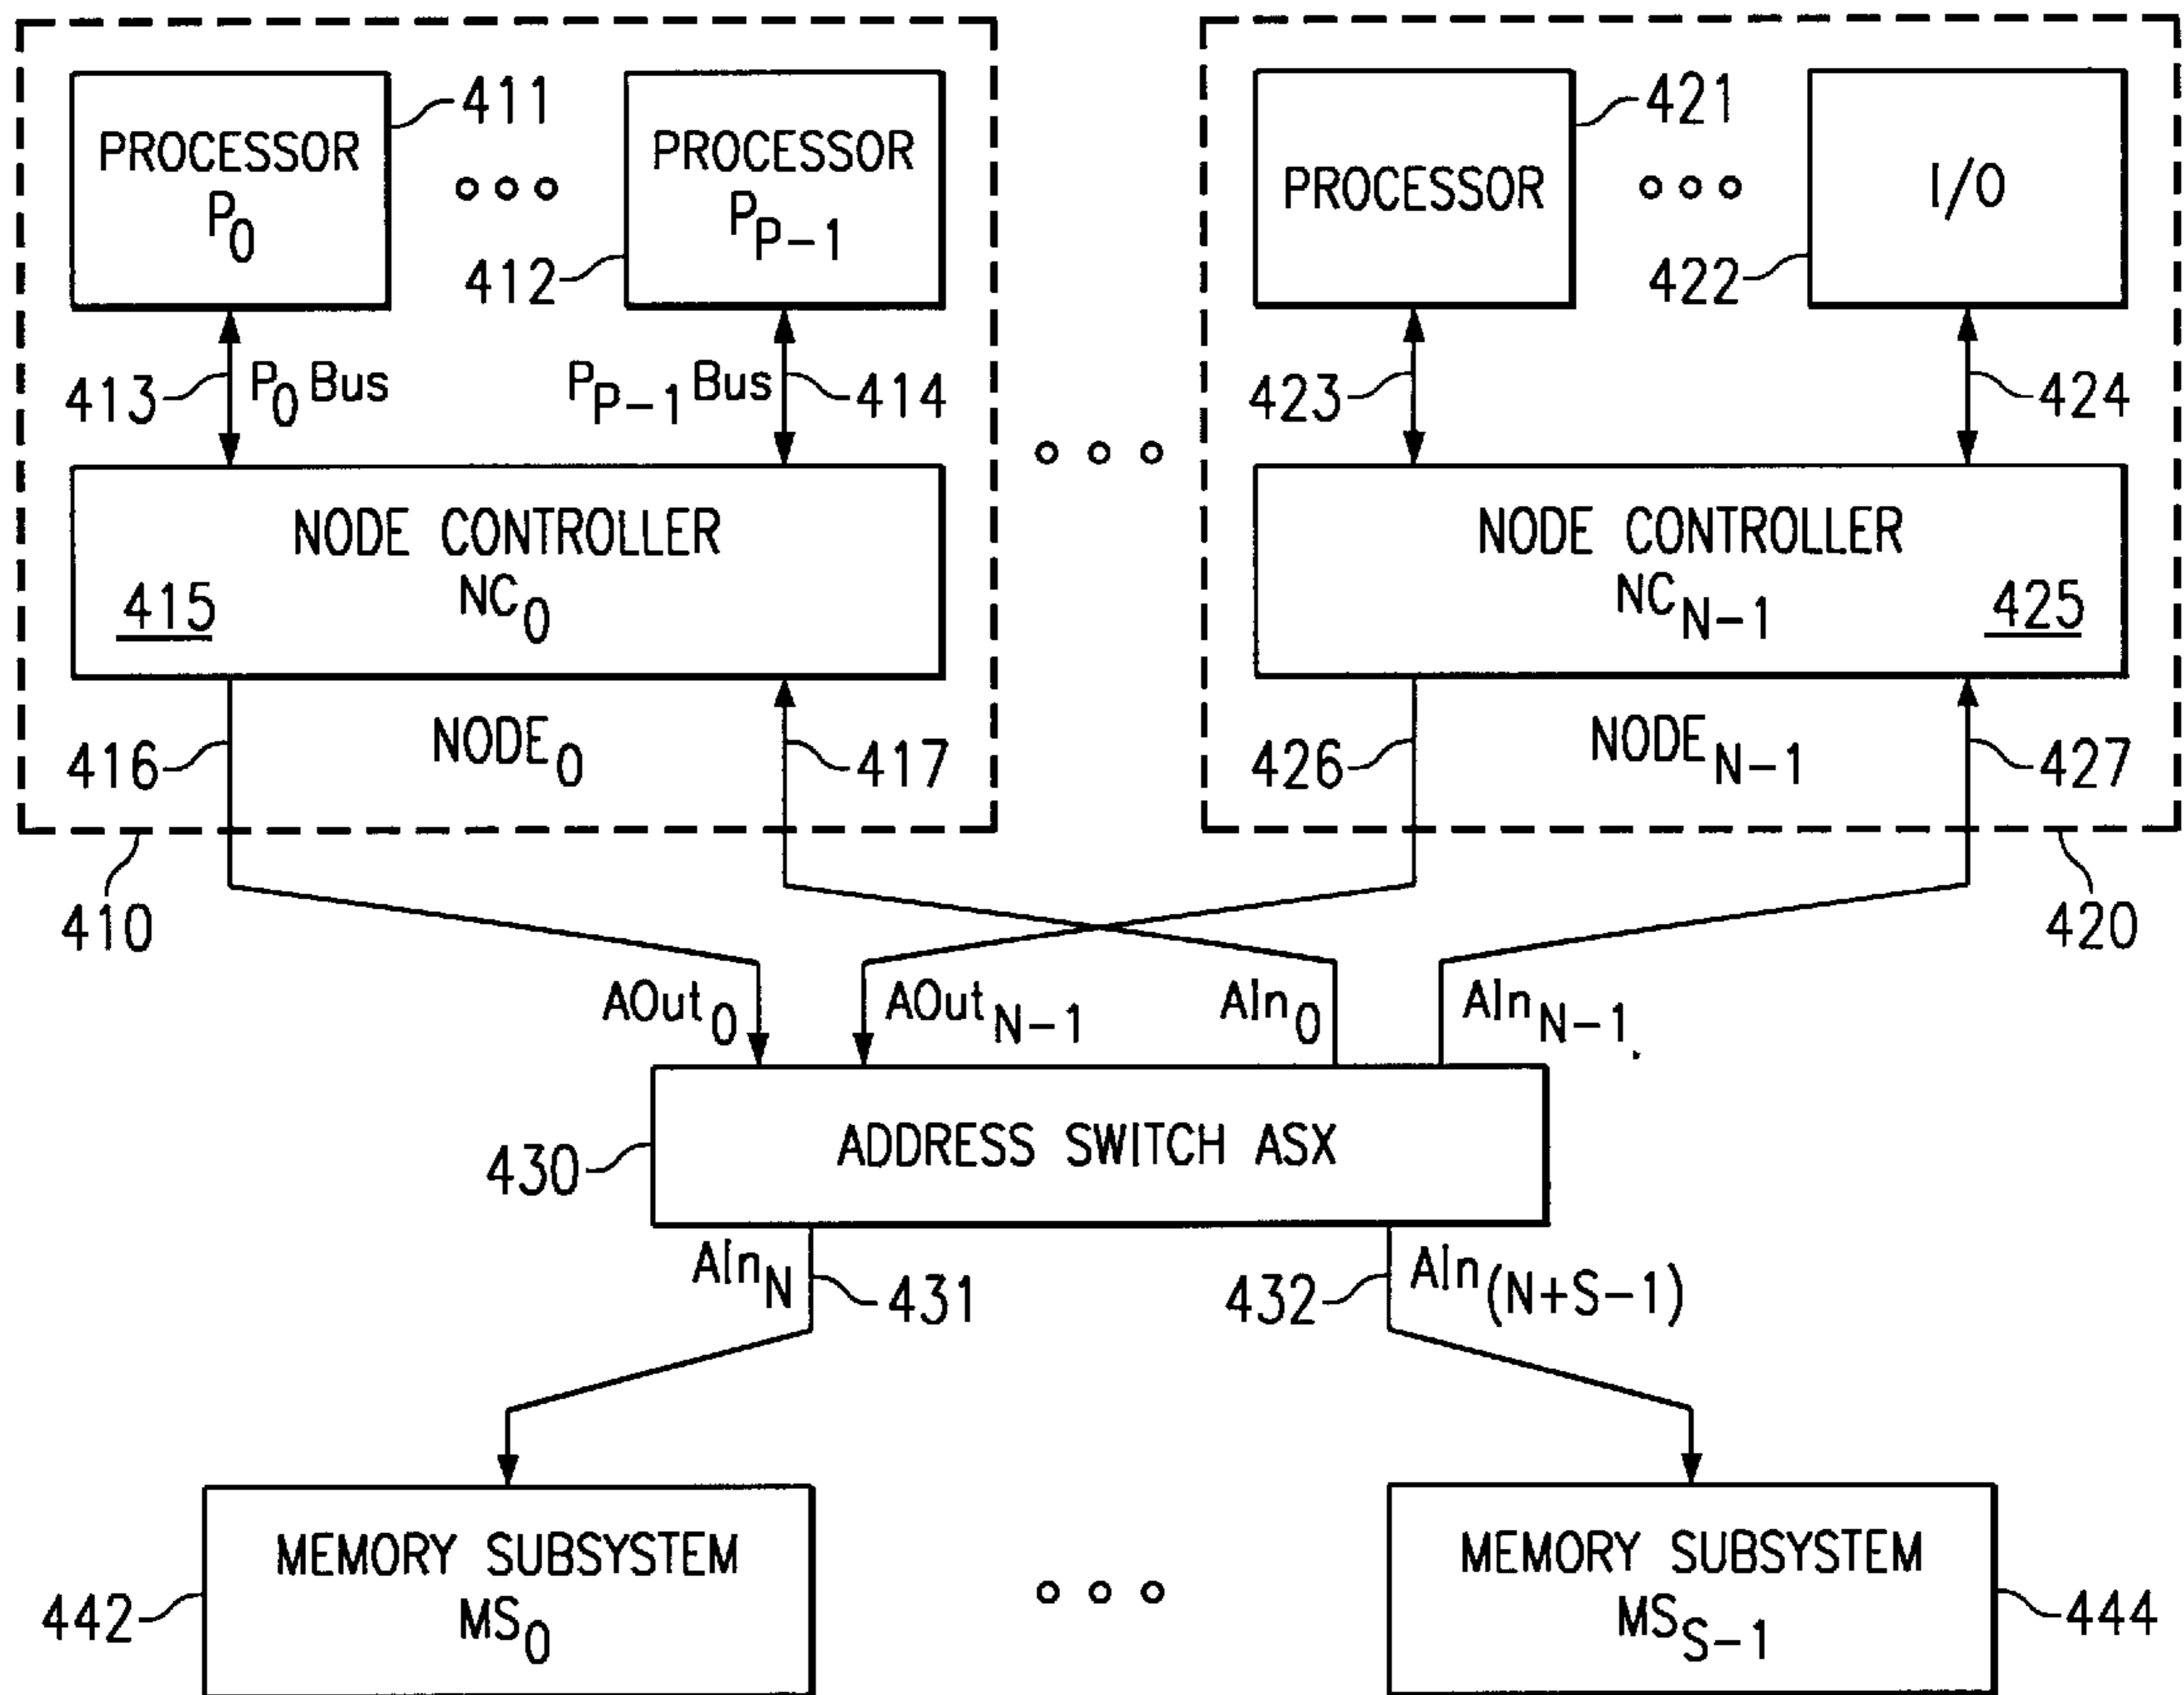 PROCESSOR
P0
411
PROCESSOR
PP-1
412
PROCESSOR
421
I/O
422
413
P0 Bus
PP-1 Bus
414
423
424
NODE CONTROLLER
NC0
415
NODE CONTROLLER
NCN-1
425
416
NODE0
417
426
NODEN-1
427
410
420
AOut0
AOutN-1
AIn0
AInN-1
430
ADDRESS SWITCH ASX
AInN
431
432
AIn(N+S-1)
MEMORY SUBSYSTEM
MS0
442
MEMORY SUBSYSTEM
MSS-1
444